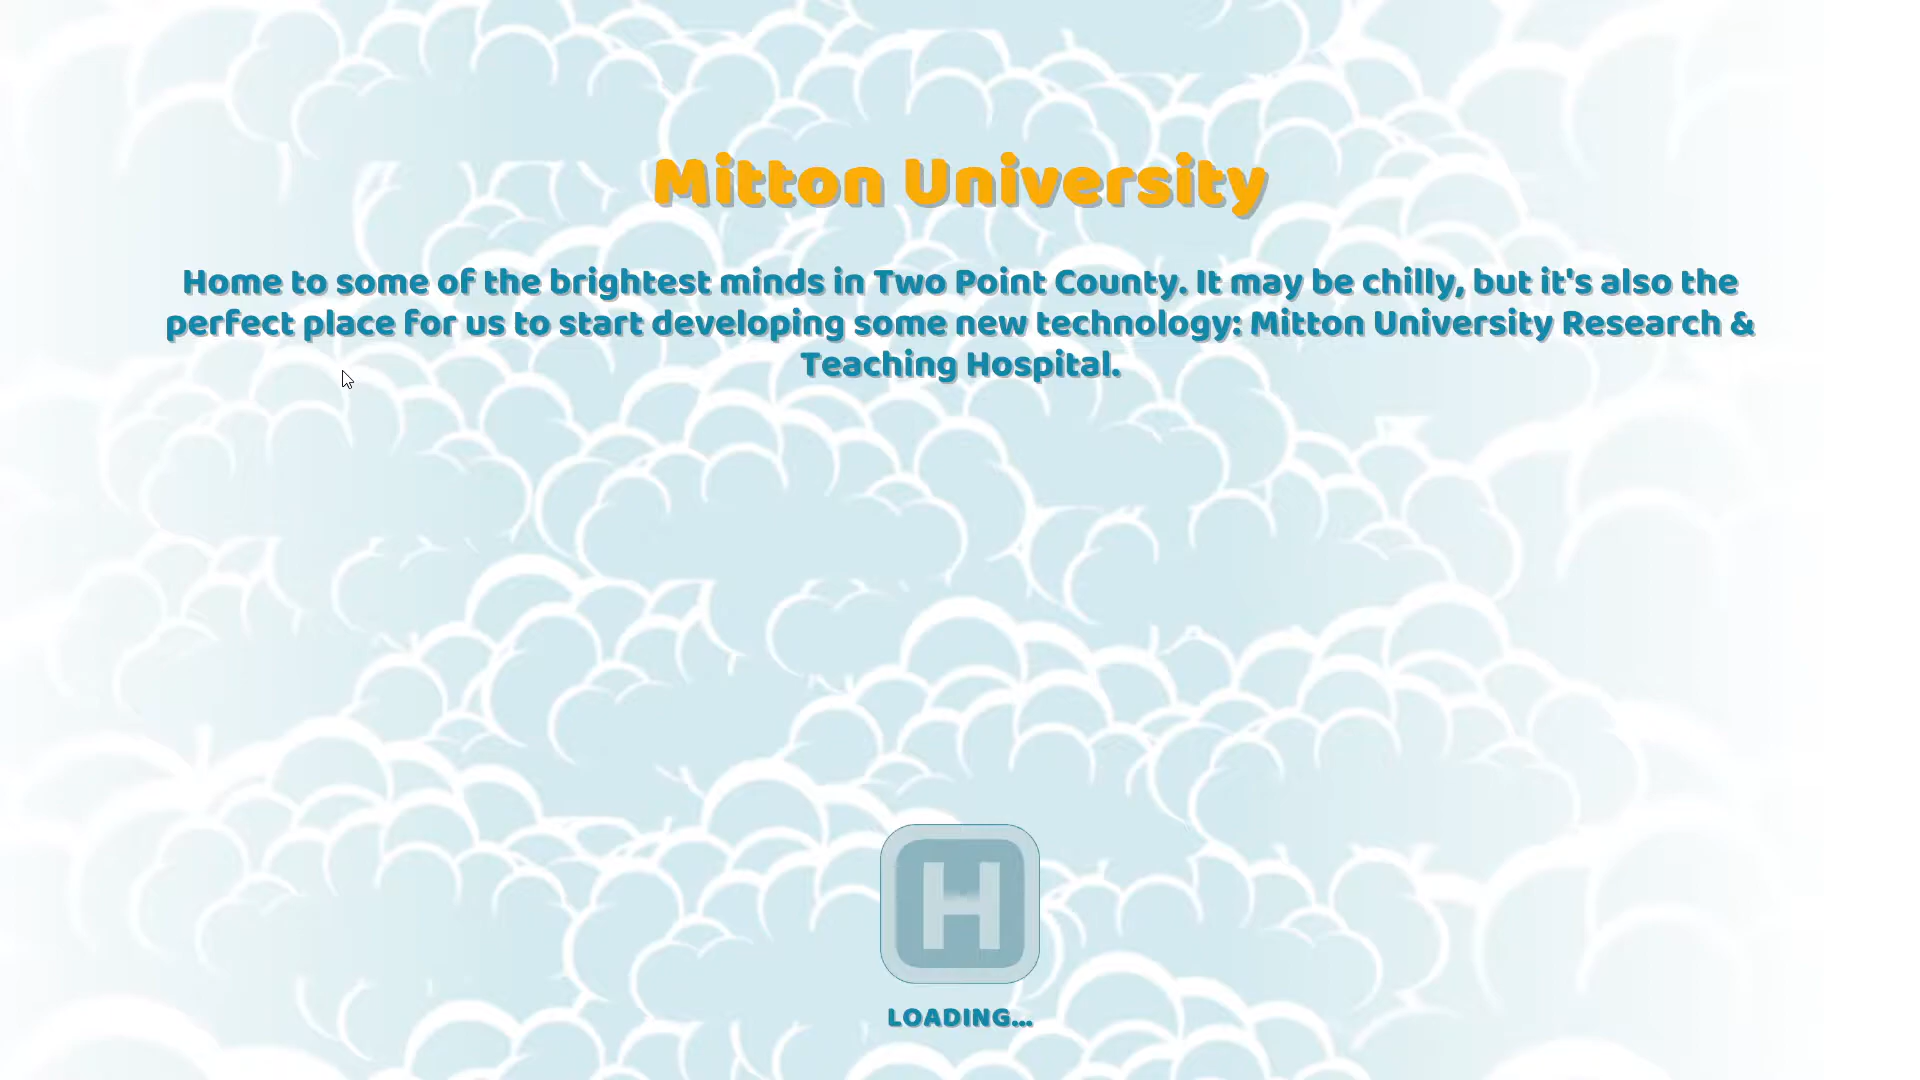 Mitton University
Home to some of the brightest minds in Two Point County. It may be chilly, but it's also the
perfect place for us to start developing some new technology: Mitton University Research &
Teaching Hospital.
H
LOADING...